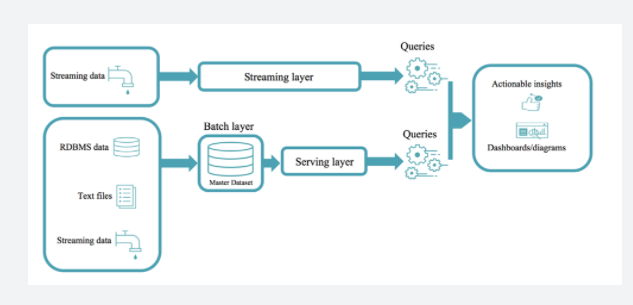 Queries
Streaming data
Streaming layer
Actionable insights
Dashboards/diagrams
Batch layer
Queries
RDBMS data
Master Dataset
Serving layer
Text files
Streaming data